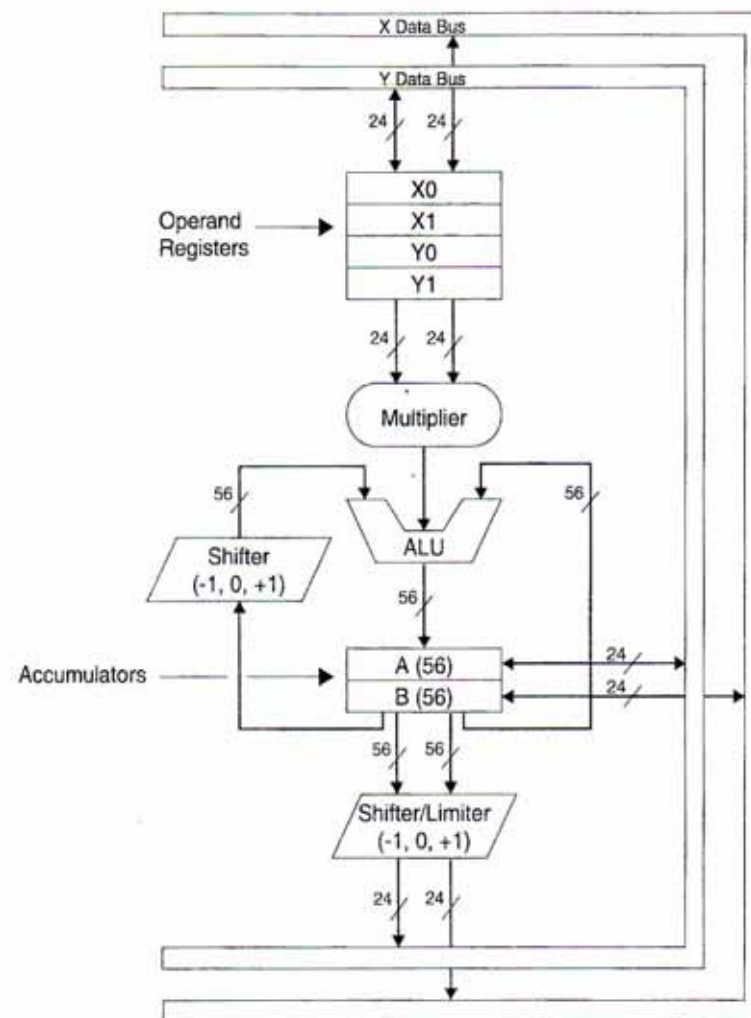 X Data Bus
Y Data Bus
24
24
X0
X1
Y0
Y1
Operand
Registers
24
24
Multiplier
56
56
ALU
Shifter
(-1, 0, +1)
56
Accumulators
A (56)
24
B (56)
24
56
56
Shifter/Limiter
(-1, 0, +1)
24
24